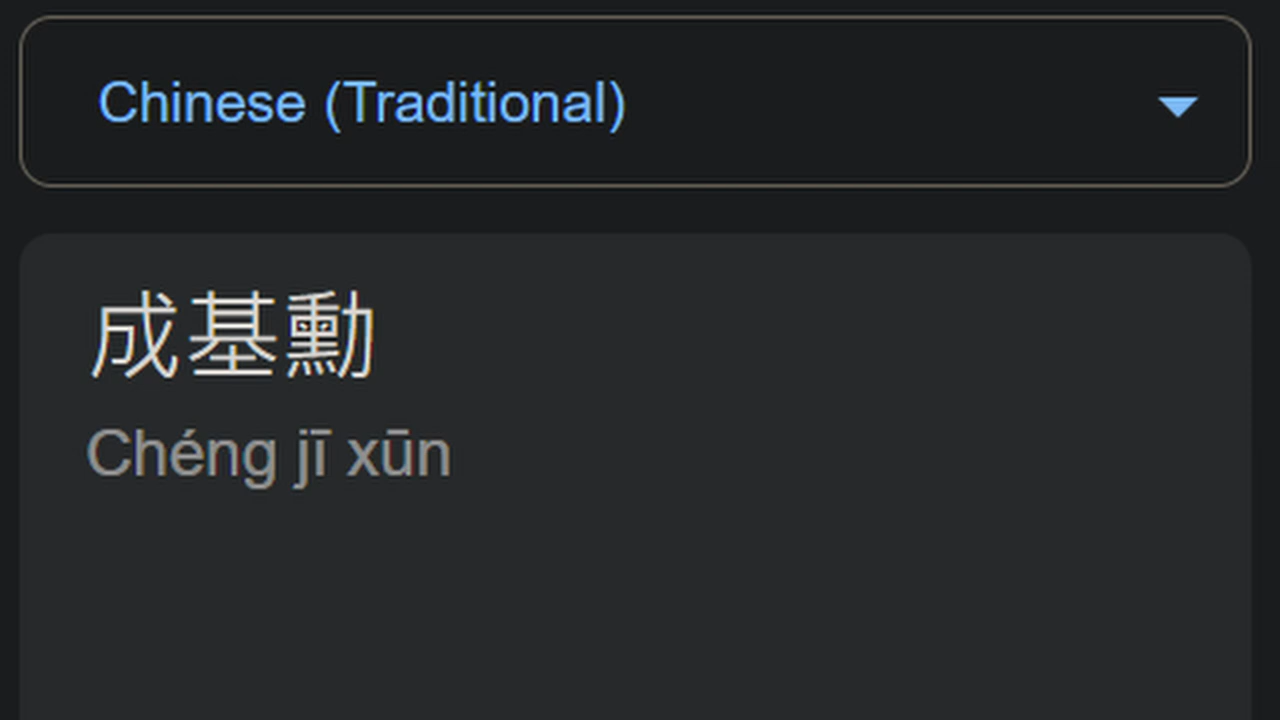 Chinese (Traditional)
成基勳
Chéng jī xūn